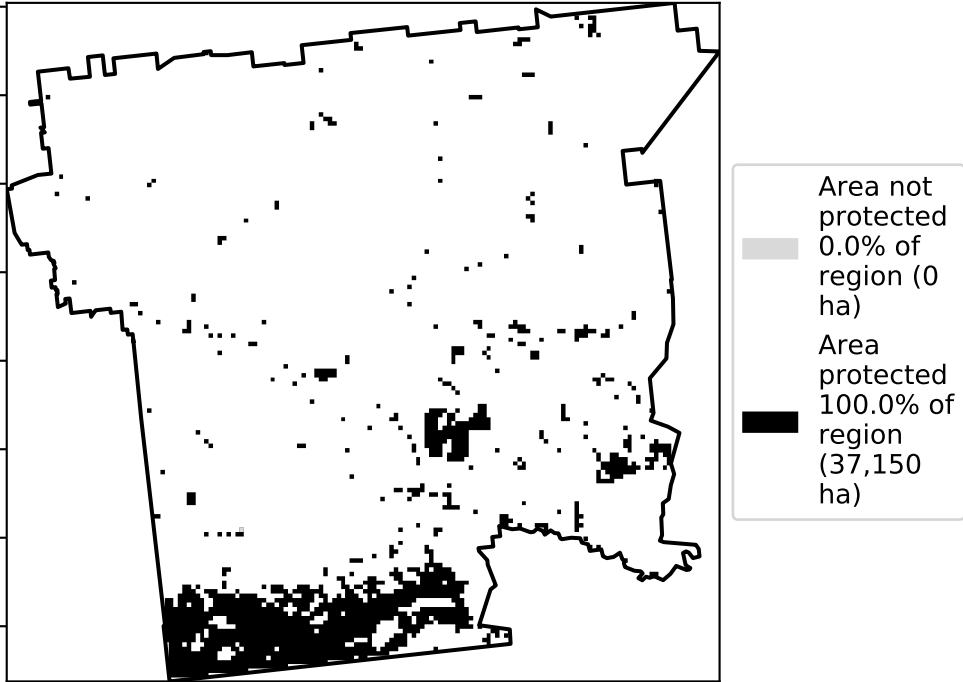 Area not
protected
0.0% of
region (0
ha)
Area
protected
100.0% of
region
(37,150
ha)